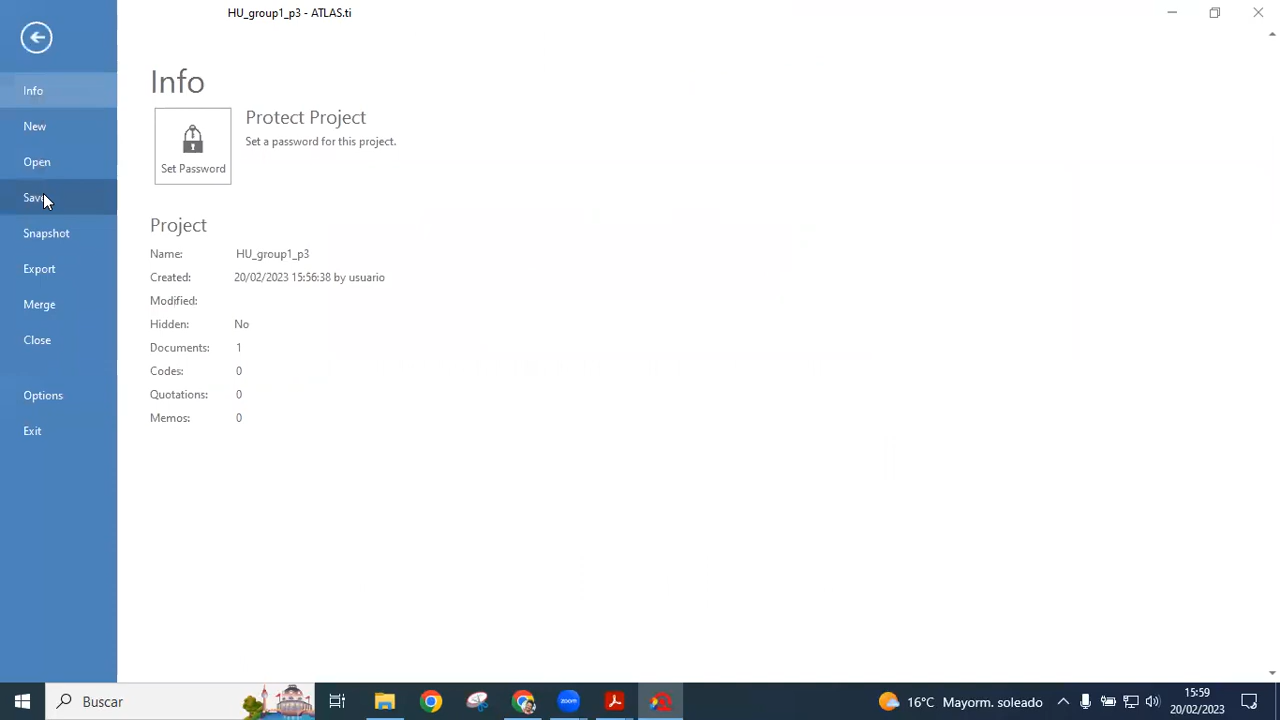 HU_group1_p3 - ATLAS.ti
Info
New
Open
Save
Snapshot
Export
Merge
Close
Options
Exit
Info
Set Password
Protect Project
Set a password for this project.
Project
Name: HU_group1_p3
Created: 20/02/2023 15:56:38 by usuario
Modified:
Hidden: No
Documents: 1
Codes: 0
Quotations: 0
Memos: 0
Buscar
zoom
16°C Mayorm. soleado
15:59
20/02/2023